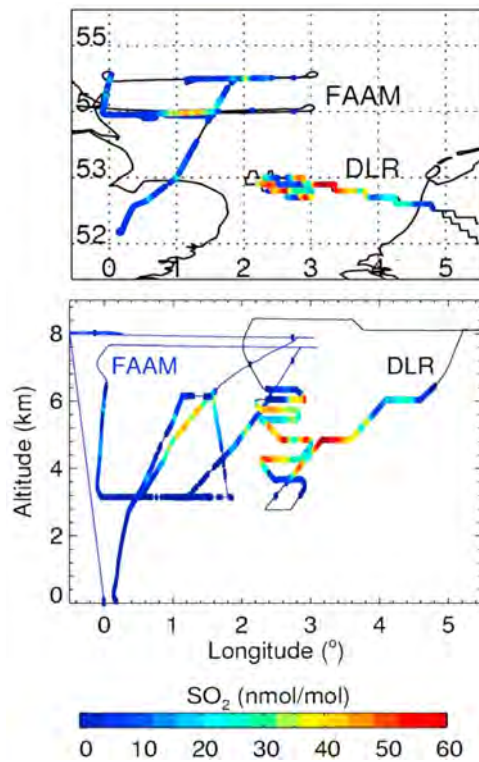 55
54
53
52
FAAM
DLR
0 1 2 3 4 5
8
6
4
2
0
Altitude (km)
FAAM
DLR
0 1 2 3 4 5
Longitude (°)
SO₂ (nmol/mol)
0 10 20 30 40 50 60